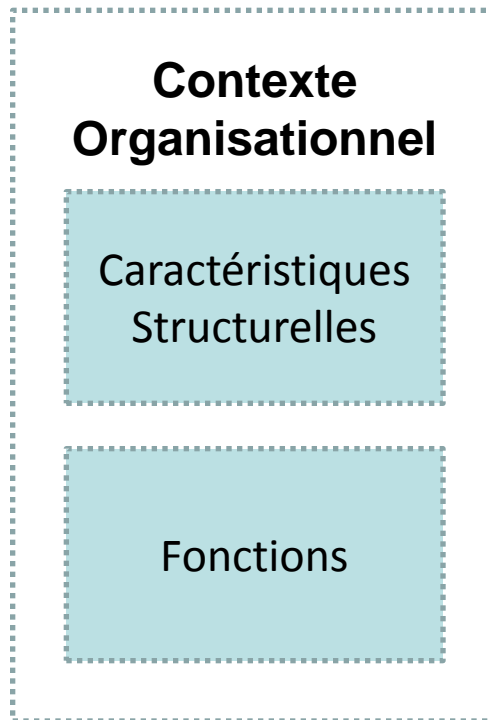 Contexte
Organisationnel
Caractéristiques
Structurelles
Fonctions